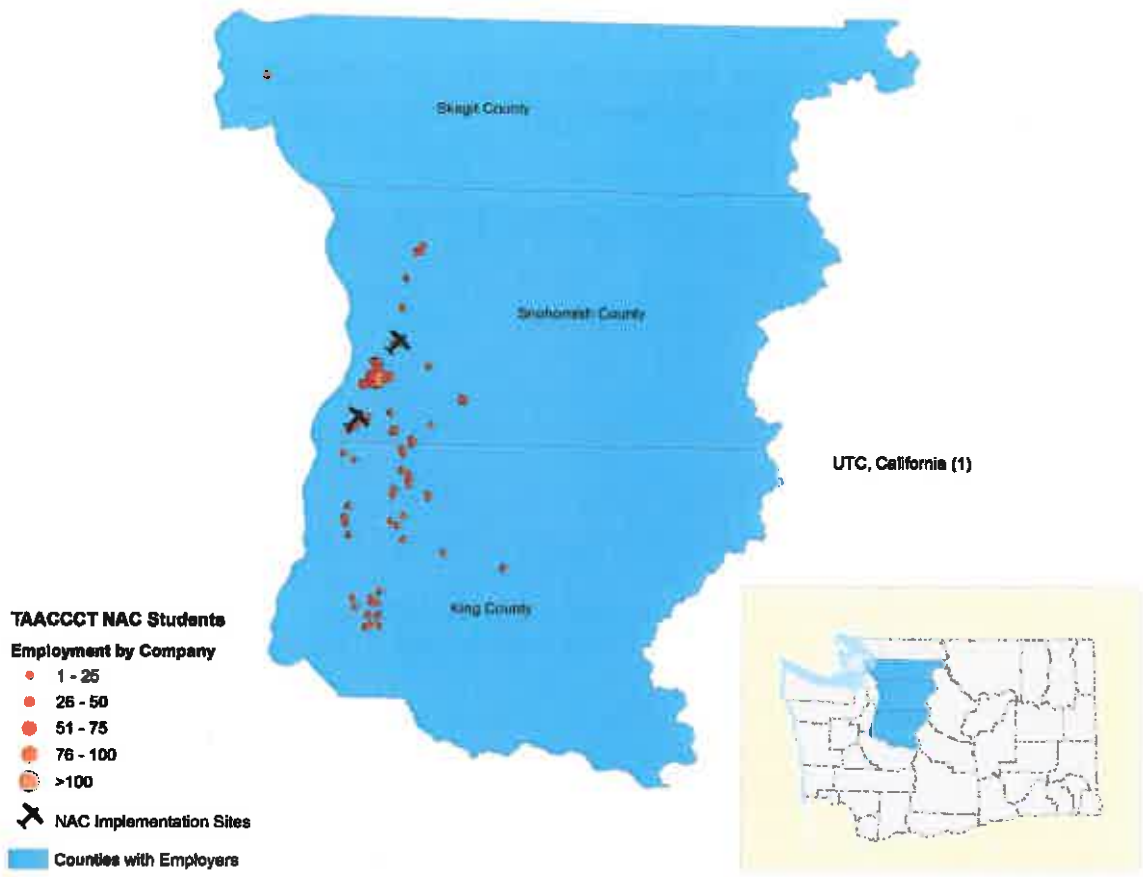 Skagit County
Snohomish County
UTC, California (1)
King County
TAACCCT NAC Students
Employment by Company
1 - 25
26 - 50
51 - 75
76 - 100
>100
NAC Implementation Sites
Counties with Employers